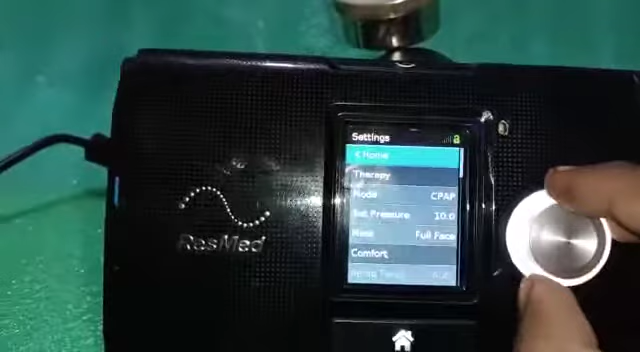 Settings
< Home
Therapy
Mode CPAP
Set Pressure 10.0
Mask Full Face
Comfort
ResMed